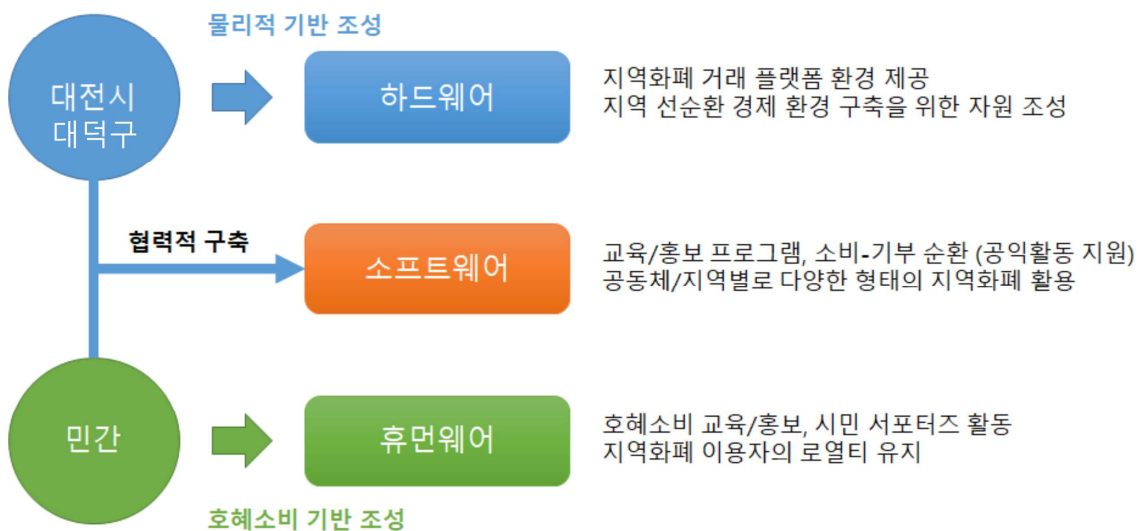 물리적 기반 조성
대전시
대덕구
하드웨어
지역화폐 거래 플랫폼 환경 제공
지역 선순환 경제 환경 구축을 위한 자원 조성
협력적 구축
소프트웨어
교육/홍보 프로그램, 소비-기부 순환 (공익활동 지원)
공동체/지역별로 다양한 형태의 지역화폐 활용
민간
휴먼웨어
호혜소비 교육/홍보, 시민 서포터즈 활동
지역화폐 이용자의 로열티 유지
호혜소비 기반 조성